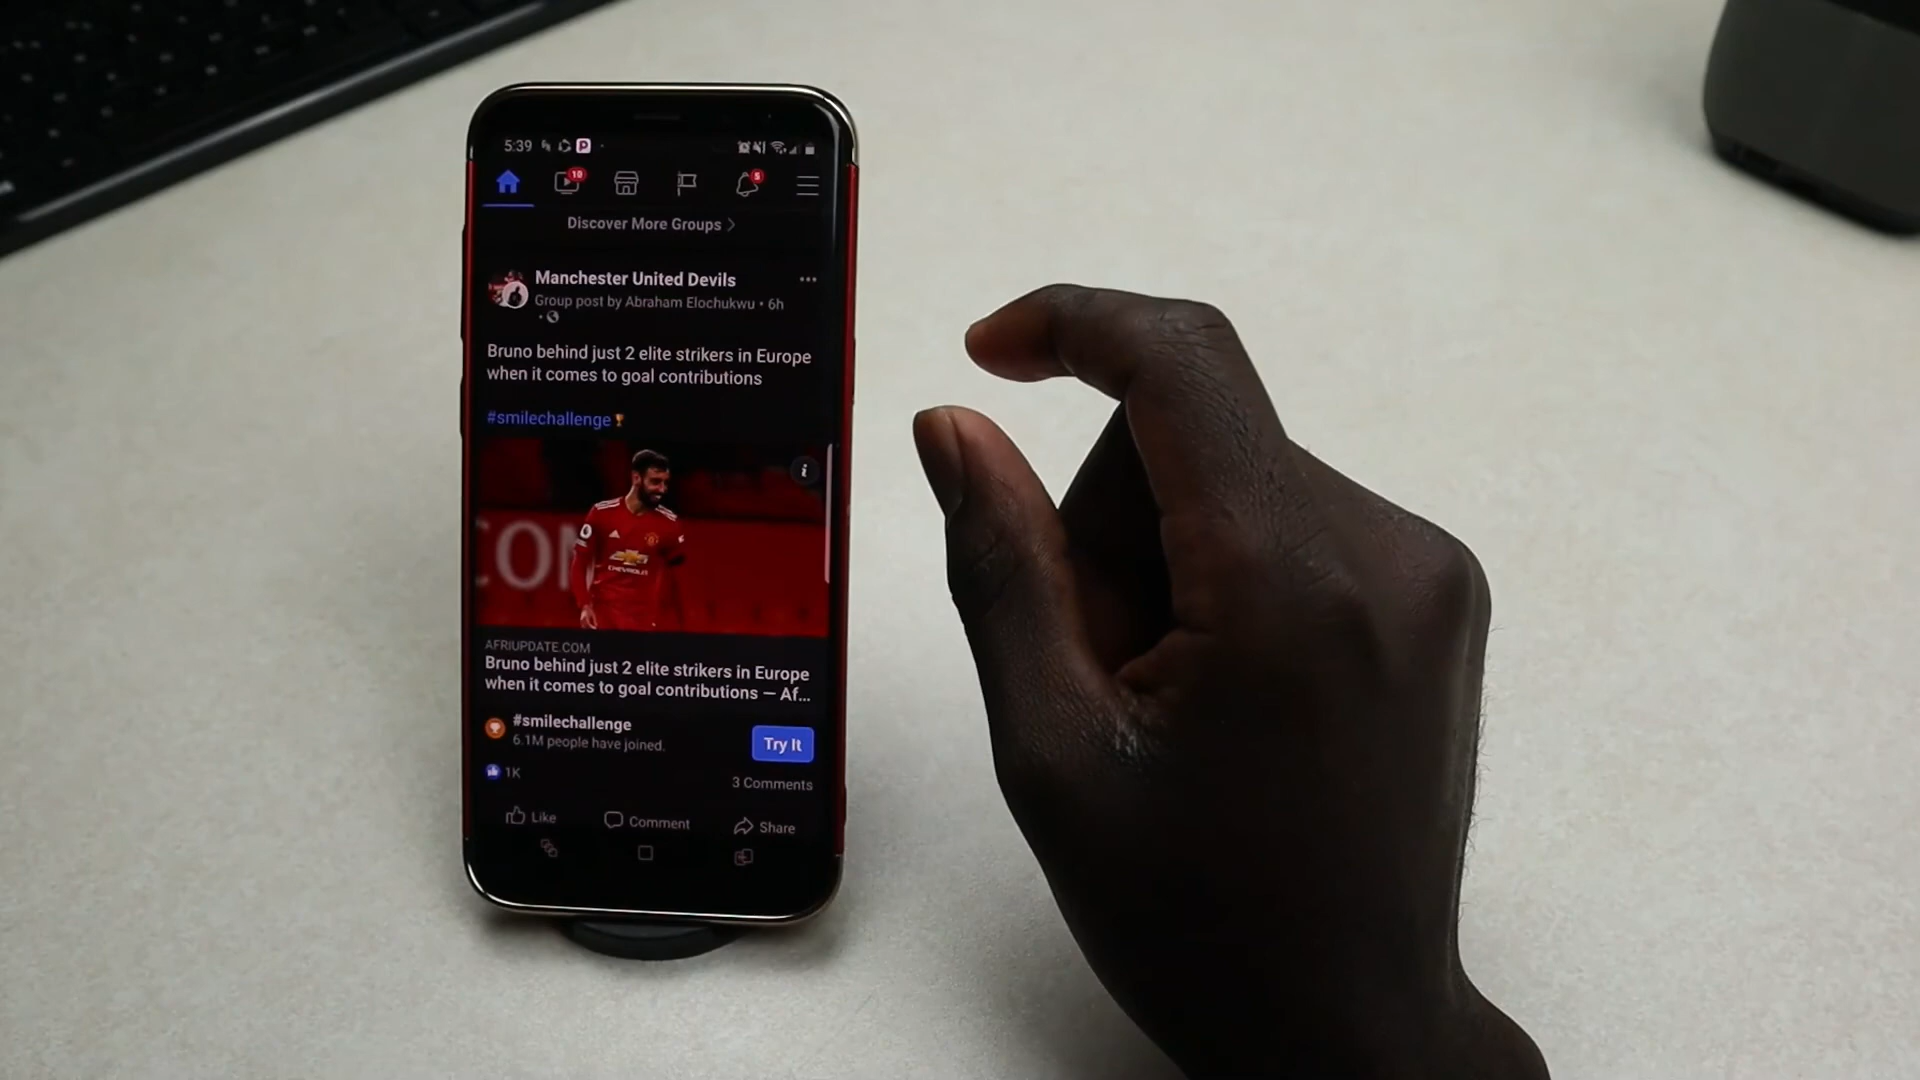 5:39
10
5
Discover More Groups
Manchester United Devils
Group post by Abraham Elochukwu • 6h
Bruno behind just 2 elite strikers in Europe
when it comes to goal contributions
#smilechallenge
i
CON
CHEVROLET
AFRIUPDATE.COM
Bruno behind just 2 elite strikers in Europe
when it comes to goal contributions — Af...
#smilechallenge
6.1M people have joined.
Try It
1K
3 Comments
Like
Comment
Share